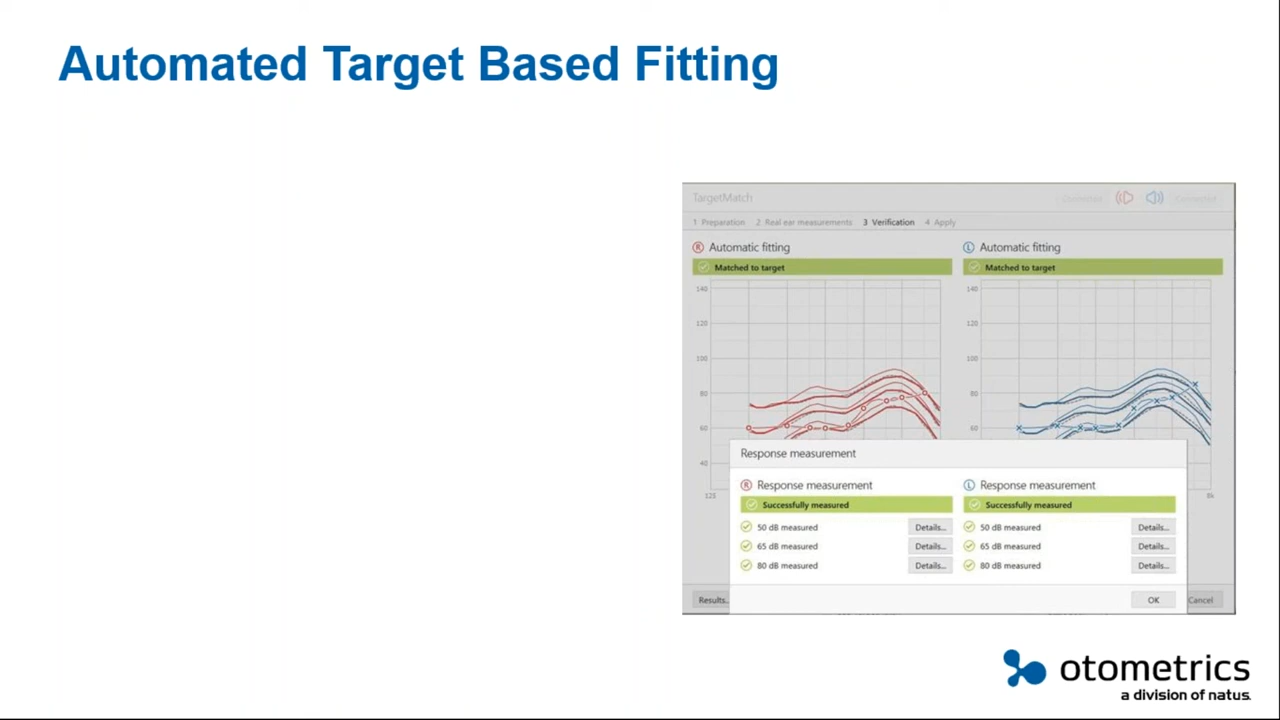 Automated Target Based Fitting
TargetMatch
Connected
1 Preparation 2 Real ear measurements 3 Verification 4 Apply
R Automatic fitting
L Automatic fitting
Matched to target
Matched to target
140
120
100
80
60
40
125
140
120
100
80
60
8k
Response measurement
R Response measurement
L Response measurement
Successfully measured
Successfully measured
50 dB measured Details...
50 dB measured Details...
65 dB measured Details...
65 dB measured Details...
80 dB measured Details...
80 dB measured Details...
Results..
OK
Cancel
otometrics
a division of natus.